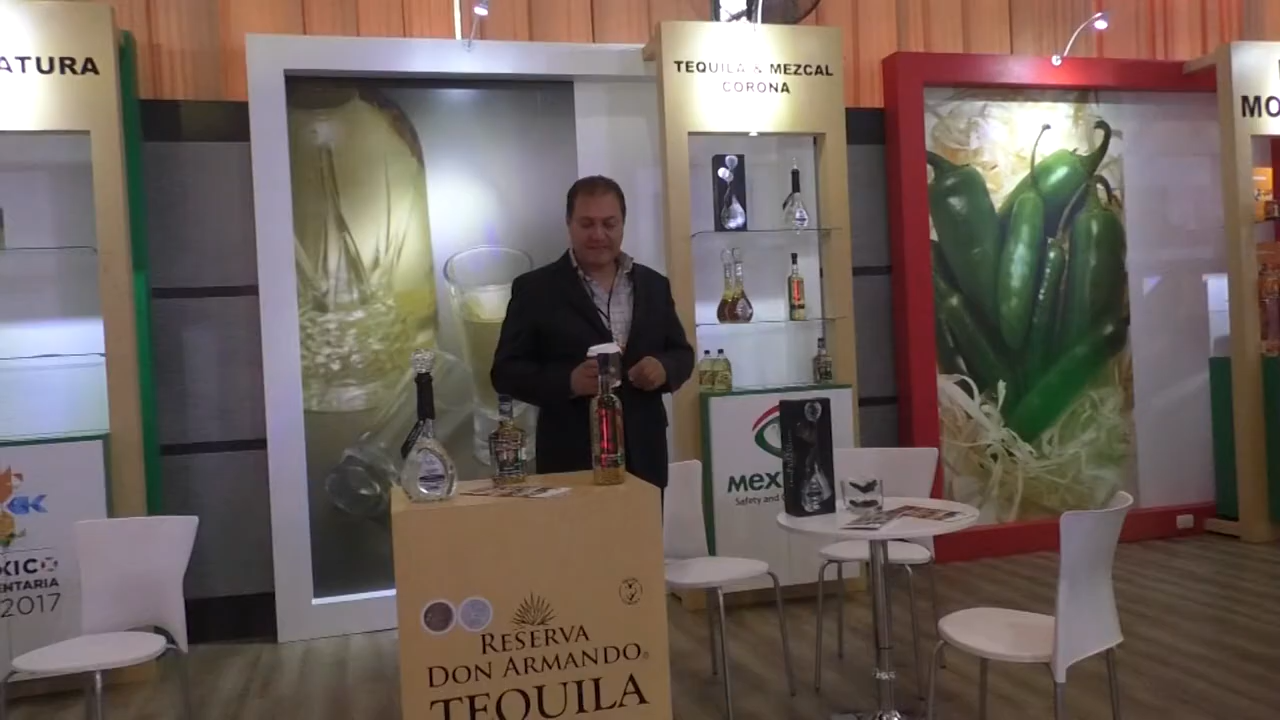 ATURA
TEQUILA & MEZCAL
CORONA
MO
MEX
Safety and
XICO
ENTARIA
2017
RESERVA
DON ARMANDO®
TEQUILA